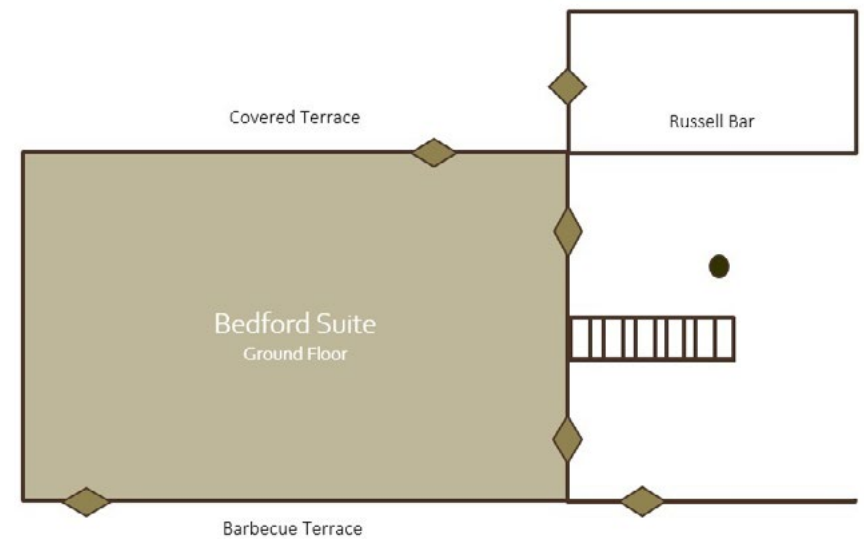 Covered Terrace
Russell Bar
Bedford Suite
Ground Floor
Barbecue Terrace